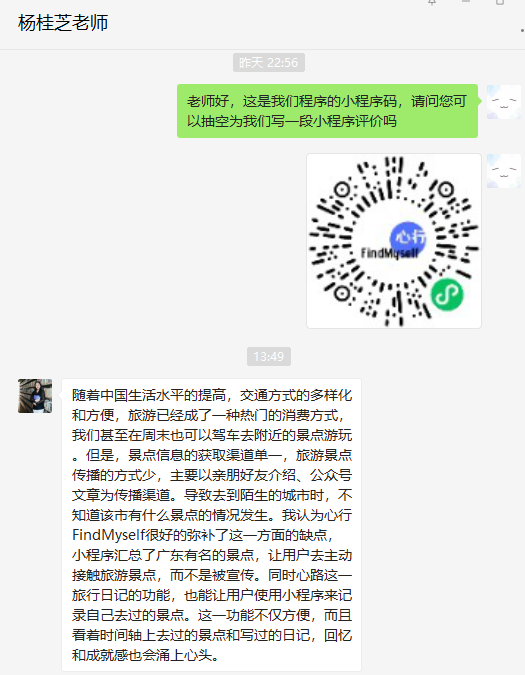 杨桂芝老师
昨天 22:56
老师好，这是我们程序的小程序码，请问您可
以抽空为我们写一段小程序评价吗
心行
FindMyself
13:49
随着中国生活水平的提高，交通方式的多样化
和方便，旅游已经成了一种热门的消费方式，
我们甚至在周末也可以驾车去附近的景点游玩
。但是，景点信息的获取渠道单一，旅游景点
传播的方式少，主要以亲朋好友介绍、公众号
文章为传播渠道。导致去到陌生的城市时，不
知道该市有什么景点的情况发生。我认为心行
FindMyself很好的弥补了这一方面的缺点，
小程序汇总了广东有名的景点，让用户去主动
接触旅游景点，而不是被宣传。同时心路这一
旅行日记的功能，也能让用户使用小程序来记
录自己去过的景点。这一功能不仅方便，而且
看着时间轴上去过的景点和写过的日记，回忆
和成就感也会涌上心头。